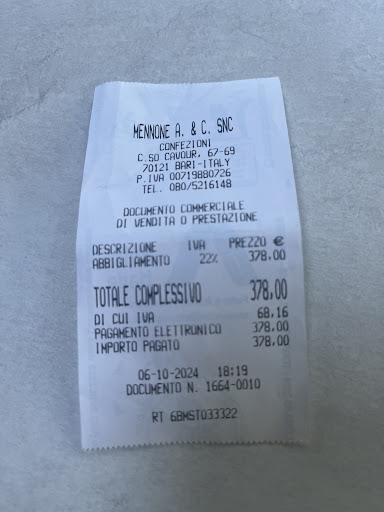 MENNONE A. & C. SNC
CONFEZIONI
C.SO CAVOUR, 67-69
70121 BARI-ITALY
P.IVA 00719880726
TEL. 080/5216148
DOCUMENTO COMMERCIALE
DI VENDITA O PRESTAZIONE
DESCRIZIONE IVA PREZZO €
ABBIGLIAMENTO 22% 378,00
TOTALE COMPLESSIVO 378,00
DI CUI IVA 68,16
PAGAMENTO ELETTRONICO 378,00
IMPORTO PAGATO 378,00
06-10-2024 18:19
DOCUMENTO N. 1664-0010
RT 6BMST033322